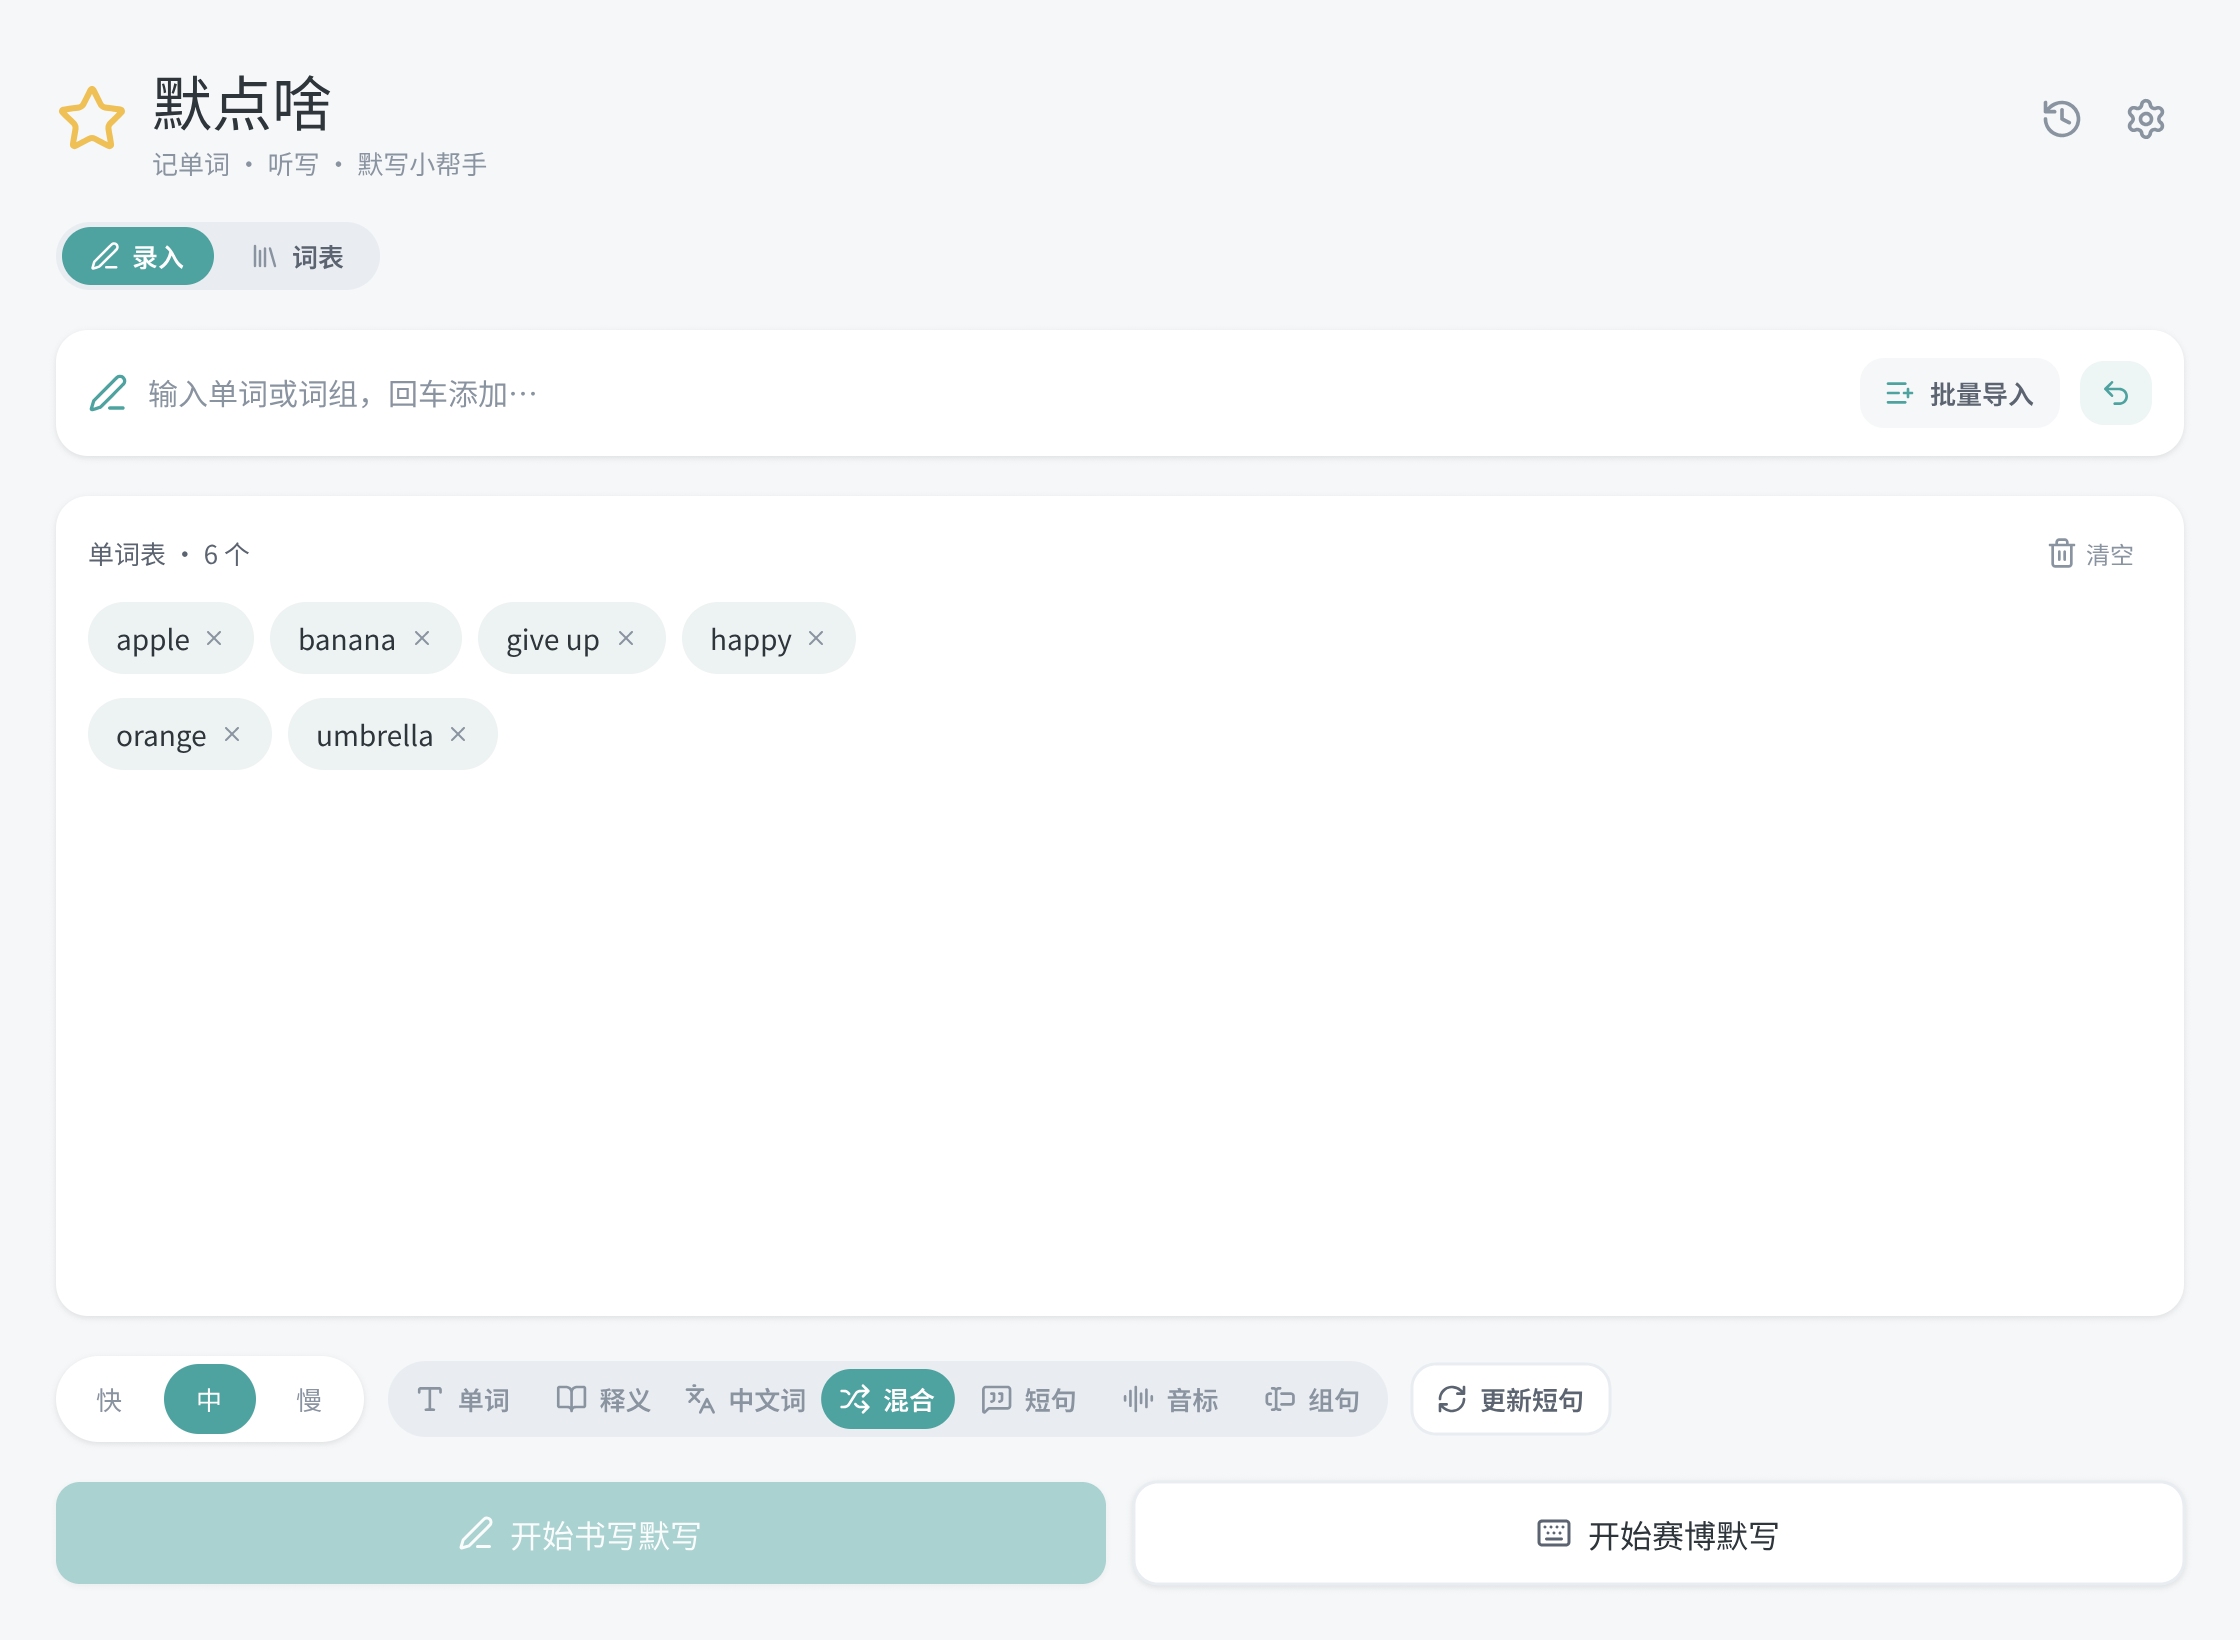 默点啥
记单词 • 听写 • 默写小帮手
录入 词表
输入单词或词组，回车添加… 批量导入
单词表 • 6 个 清空
apple × banana × give up × happy ×
orange × umbrella ×
快 中 慢 单词 释义 中文词 混合 短句 音标 组句 更新短句
开始书写默写 开始赛博默写